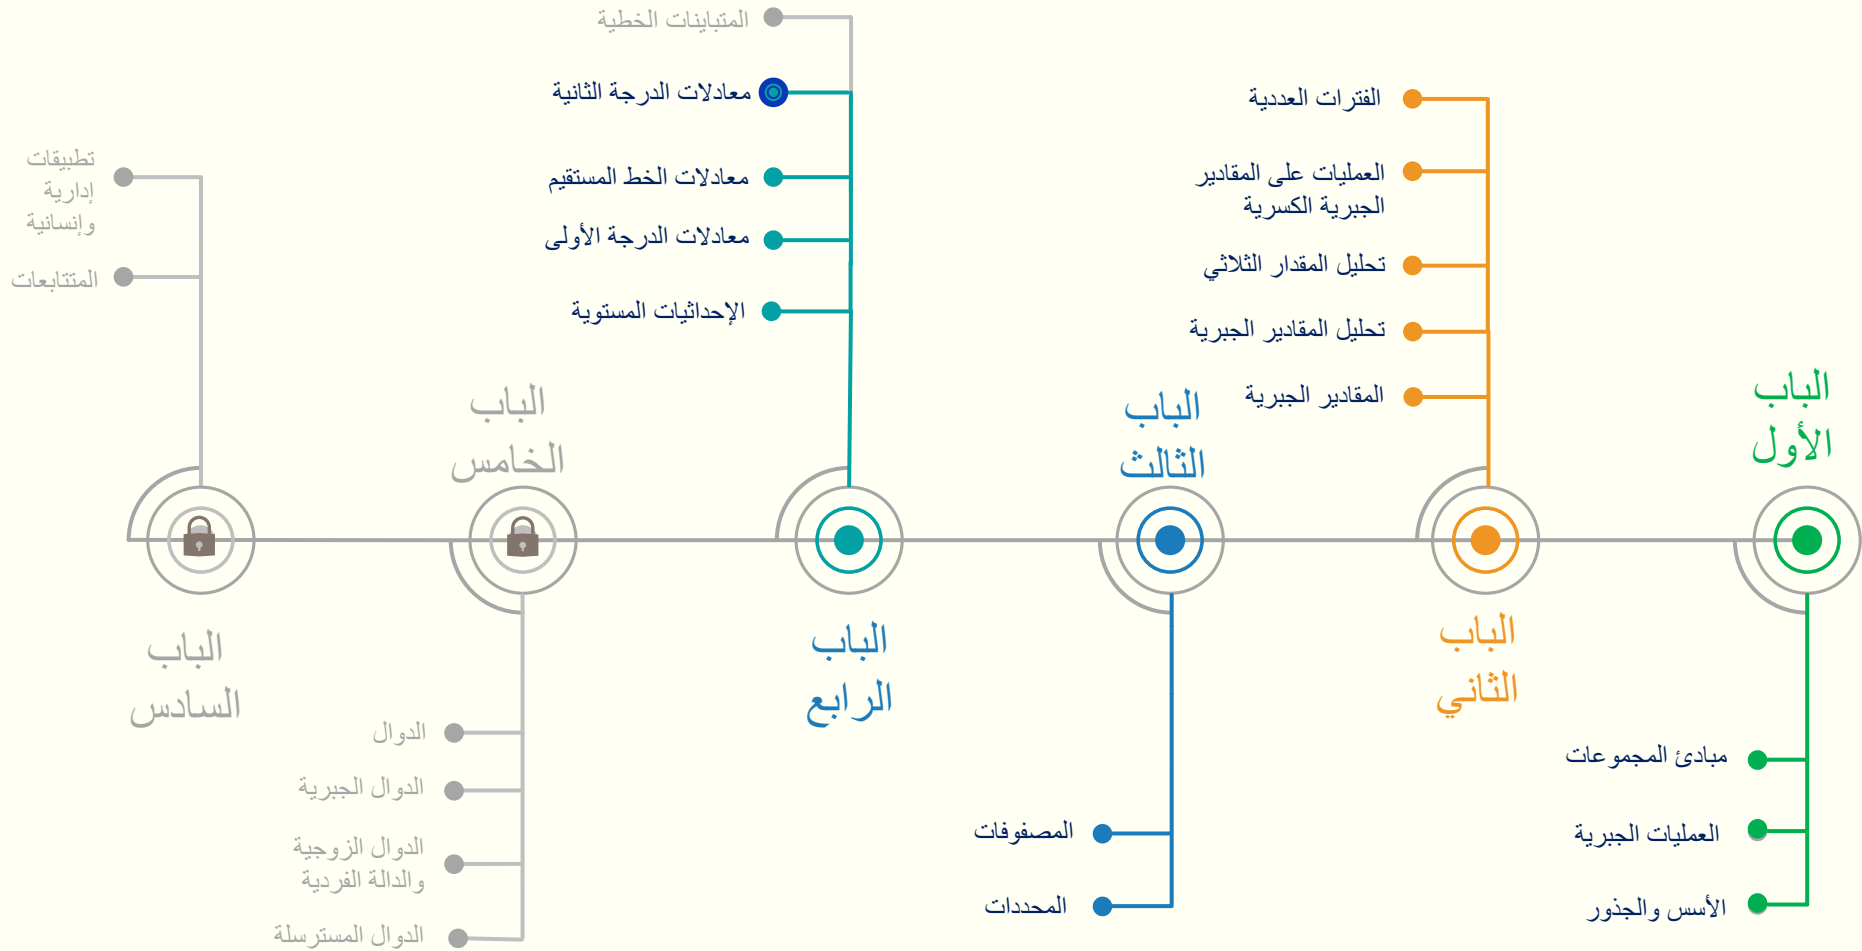 الباب
الأول
مبادئ المجموعات
العمليات الجبرية
الأسس والجذور
الفترات العددية
العمليات على المقادير
الجبرية الكسرية
تحليل المقدار الثلاثي
تحليل المقادير الجبرية
المقادير الجبرية
الباب
الثاني
الباب
الثالث
المصفوفات
المحددات
المتباينات الخطية
معادلات الدرجة الثانية
معادلات الخط المستقيم
معادلات الدرجة الأولى
الإحداثيات المستوية
الباب
الرابع
الباب
الخامس
الدوال
الدوال الجبرية
الدوال الزوجية
والدالة الفردية
الدوال المسترسلة
تطبيقات
إدارية
وإنسانية
المتتابعات
الباب
السادس